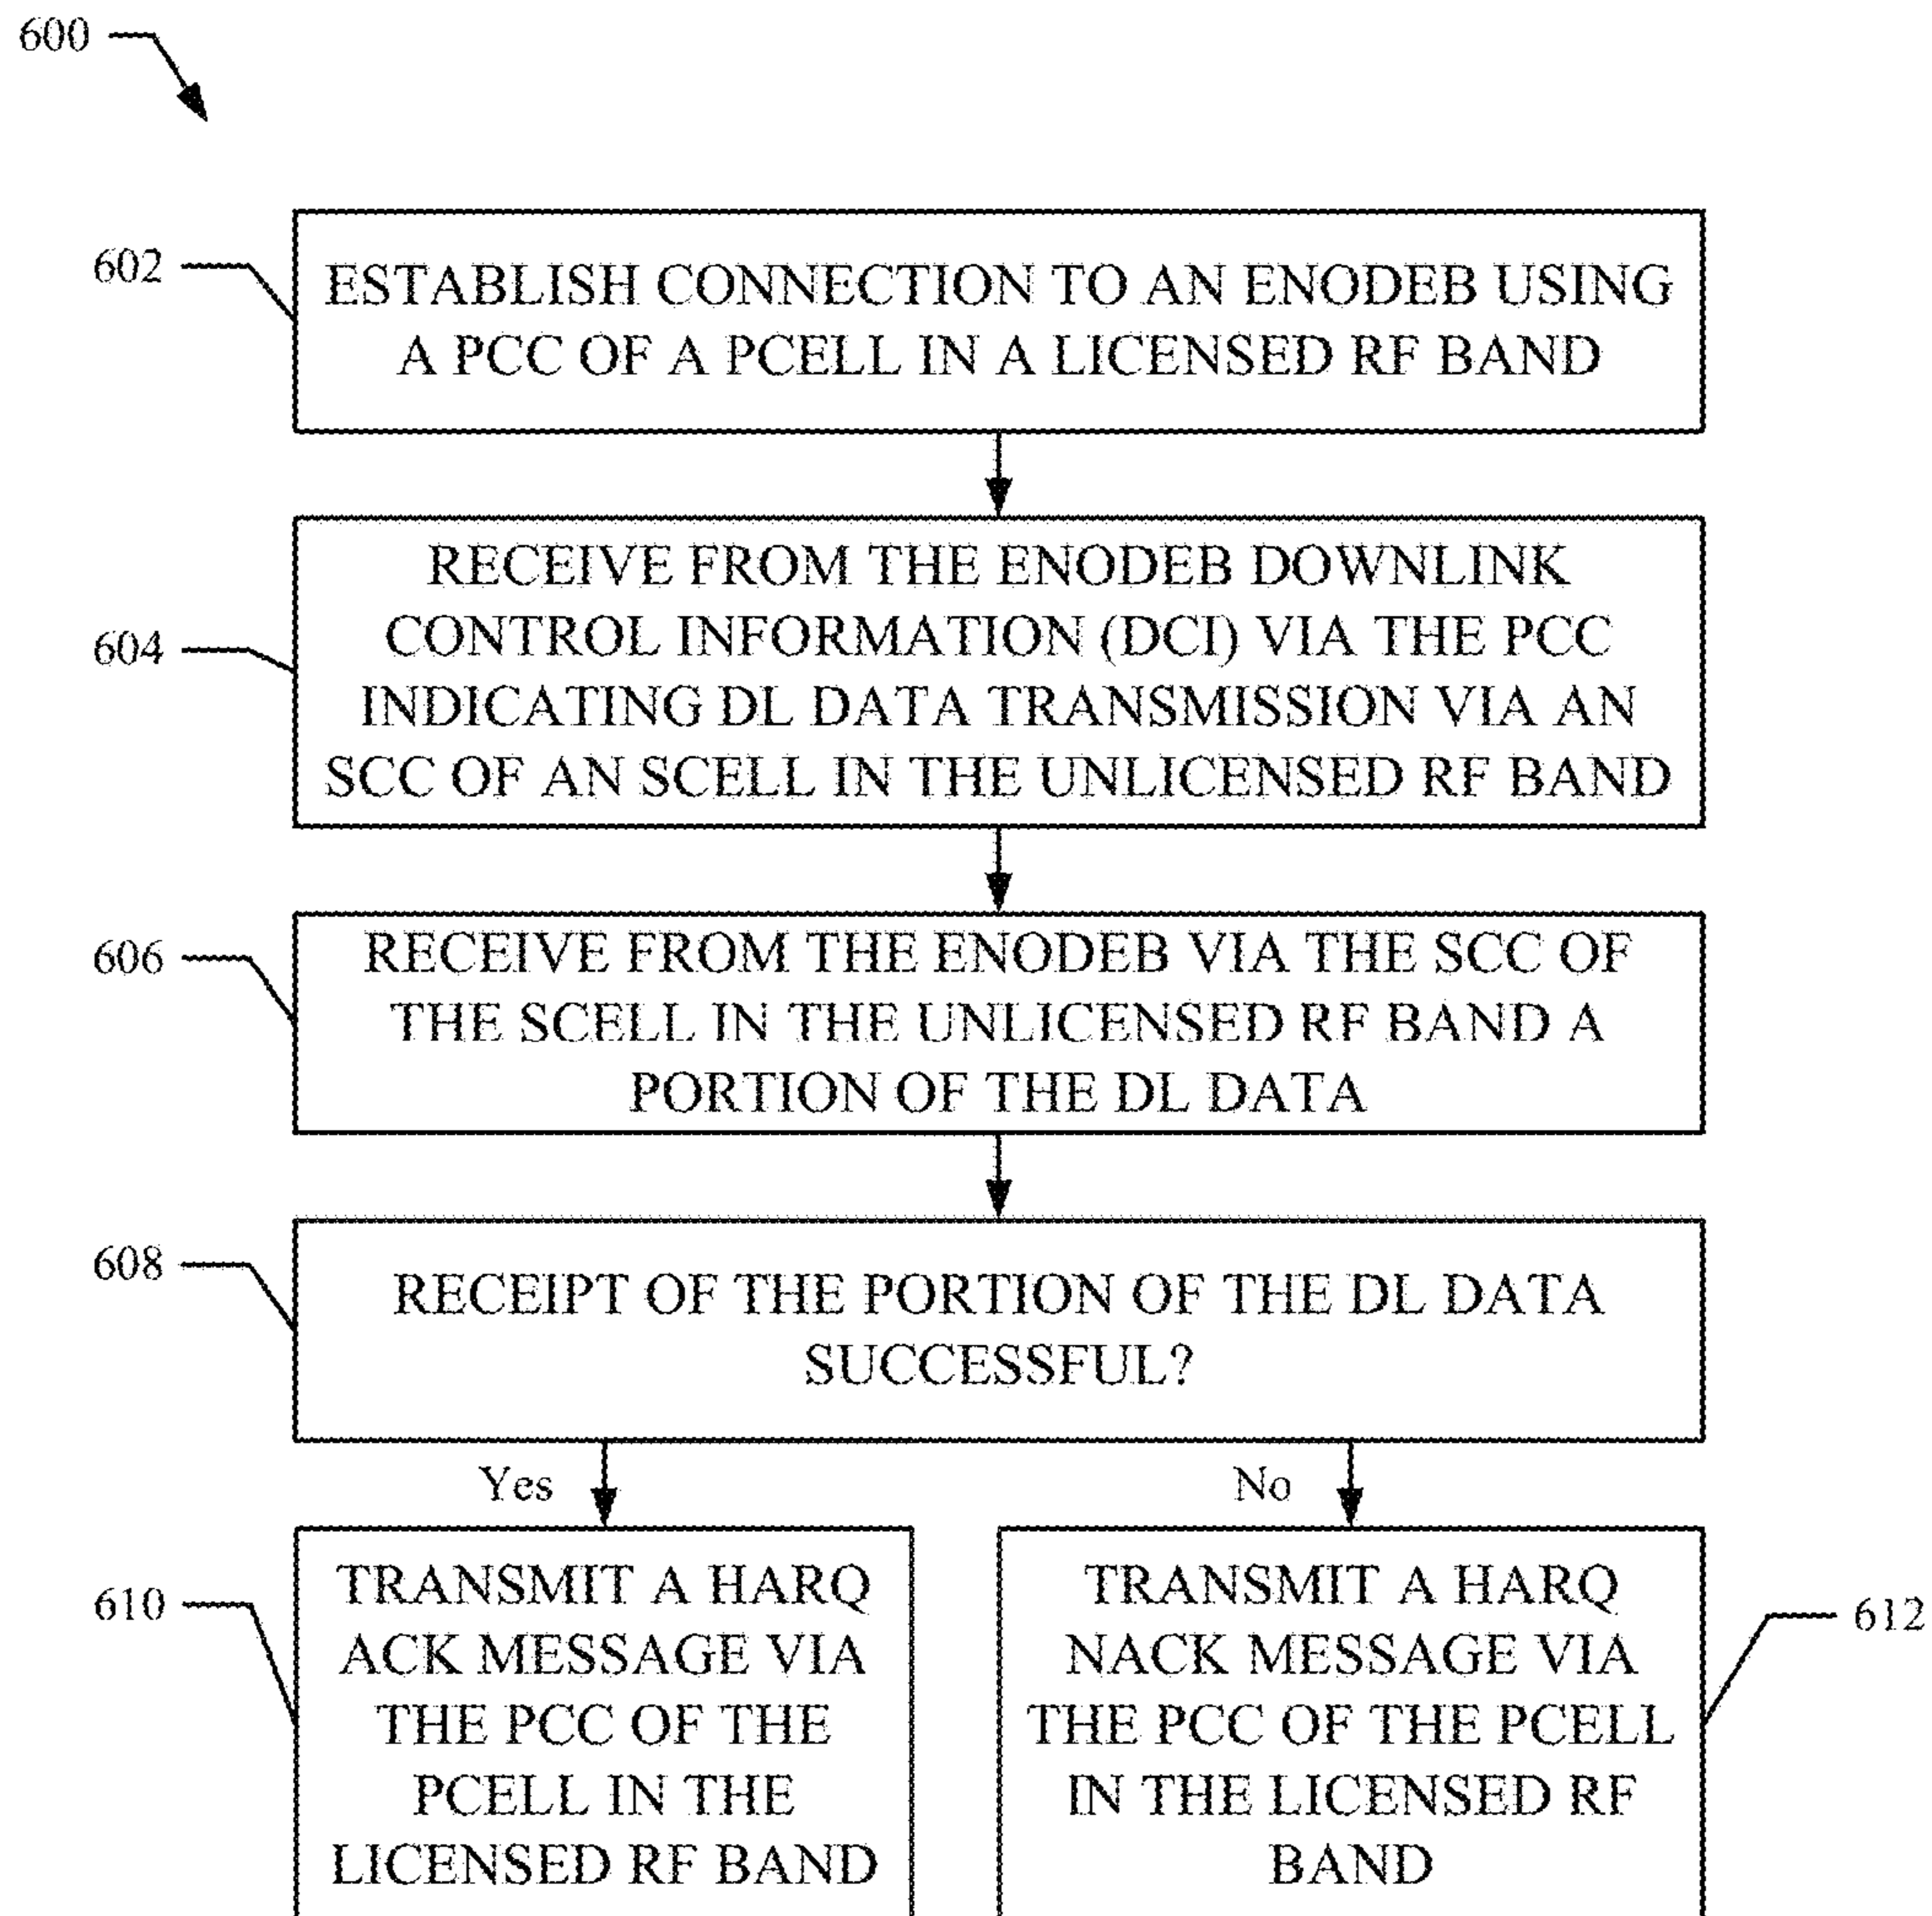 600
602
ESTABLISH CONNECTION TO AN ENODEB USING
A PCC OF A PCELL IN A LICENSED RF BAND
604
RECEIVE FROM THE ENODEB DOWNLINK
CONTROL INFORMATION (DCI) VIA THE PCC
INDICATING DL DATA TRANSMISSION VIA AN
SCC OF AN SCELL IN THE UNLICENSED RF BAND
606
RECEIVE FROM THE ENODEB VIA THE SCC OF
THE SCELL IN THE UNLICENSED RF BAND A
PORTION OF THE DL DATA
608
RECEIPT OF THE PORTION OF THE DL DATA
SUCCESSFUL?
Yes
No
610
TRANSMIT A HARQ
ACK MESSAGE VIA
THE PCC OF THE
PCELL IN THE
LICENSED RF BAND
TRANSMIT A HARQ
NACK MESSAGE VIA
THE PCC OF THE PCELL
IN THE LICENSED RF
BAND
612